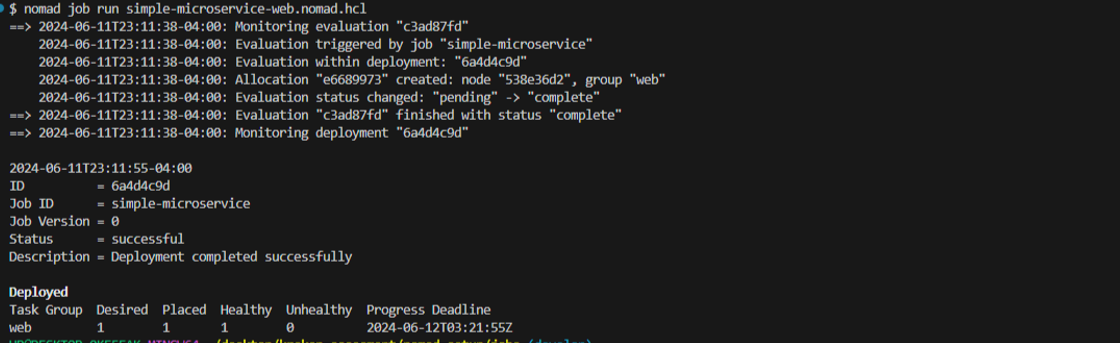 $ nomad job run simple-microservice-web.nomad.hcl
==> 2024-06-11T23:11:38-04:00: Monitoring evaluation "c3ad87fd"
    2024-06-11T23:11:38-04:00: Evaluation triggered by job "simple-microservice"
    2024-06-11T23:11:38-04:00: Evaluation within deployment: "6a4d4c9d"
    2024-06-11T23:11:38-04:00: Allocation "e6689973" created: node "538e36d2", group "web"
    2024-06-11T23:11:38-04:00: Evaluation status changed: "pending" -> "complete"
==> 2024-06-11T23:11:38-04:00: Evaluation "c3ad87fd" finished with status "complete"
==> 2024-06-11T23:11:38-04:00: Monitoring deployment "6a4d4c9d"
2024-06-11T23:11:55-04:00
ID          = 6a4d4c9d
Job ID      = simple-microservice
Job Version = 0
Status      = successful
Description = Deployment completed successfully
Deployed
Task Group  Desired  Placed  Healthy  Unhealthy  Progress Deadline
web         1        1       1        0          2024-06-12T03:21:55Z